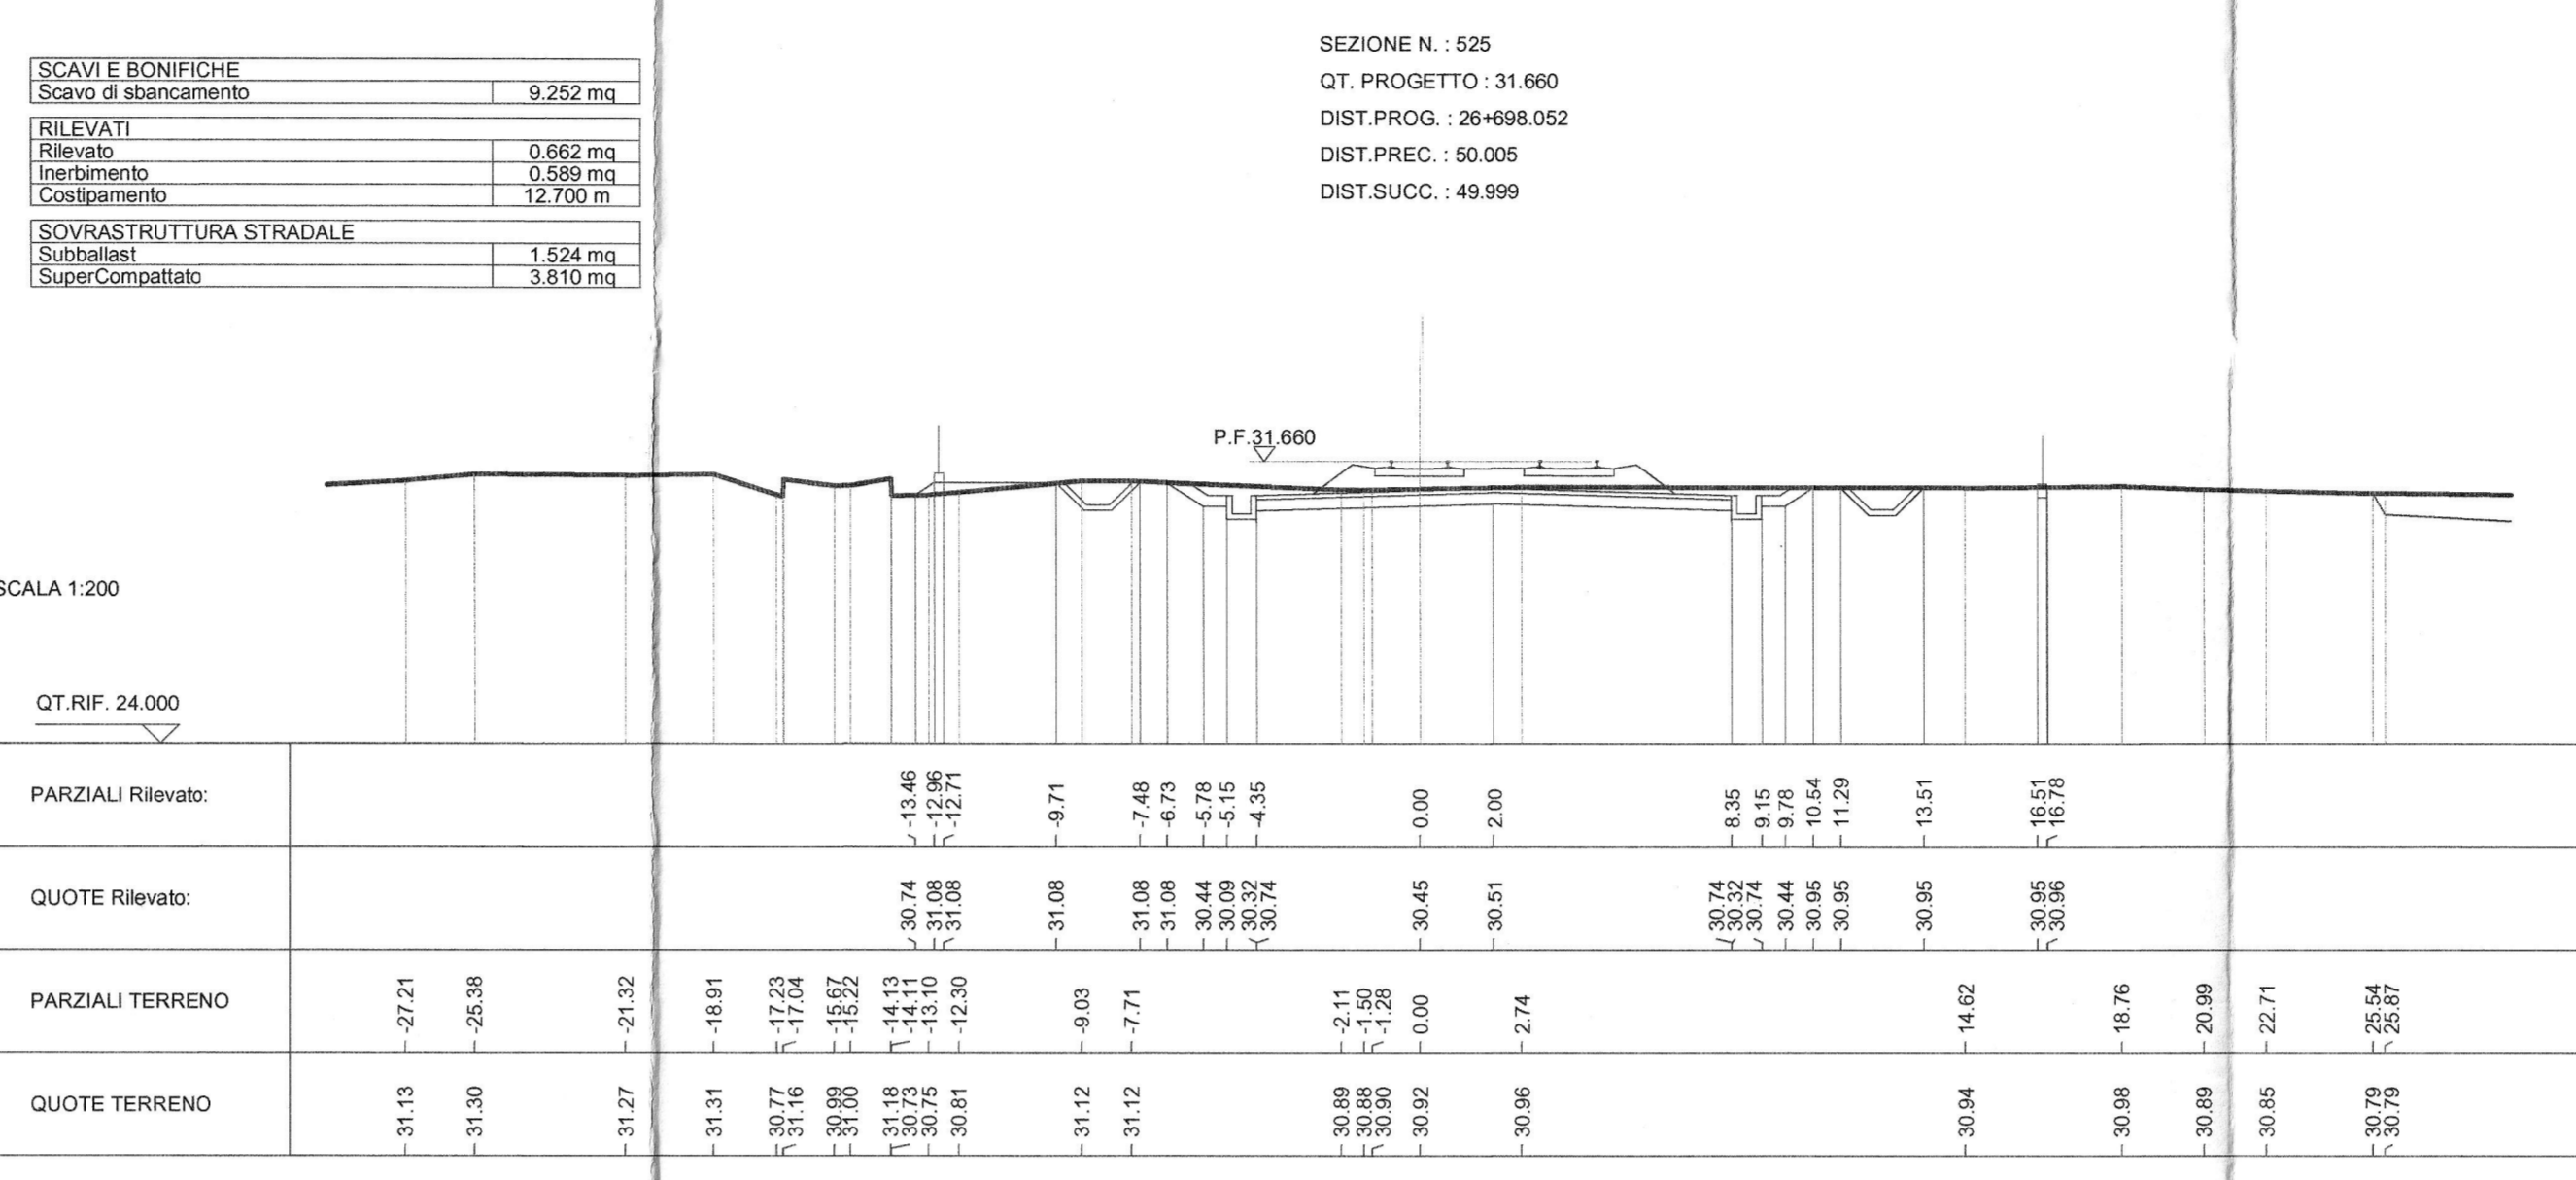 SEZIONE N. : 525
QT. PROGETTO : 31.660
DIST.PROG. : 26+698.052
DIST.PREC. : 50.005
DIST.SUCC. : 49.999
SCAVI E BONIFICHE
Scavo di sbancamento 9.252 mq
RILEVATI
Rilevato 0.662 mq
Inerbimento 0.589 mq
Costipamento 12.700 m
SOVRASTRUTTURA STRADALE
Subballast 1.524 mq
SuperCompattato 3.810 mq
P.F.31.660
SCALA 1:200
QT.RIF. 24.000
PARZIALI Rilevato: -13.46 -12.96 -12.71 -9.71 -7.48 -6.73 -5.78 -5.15 -4.35 0.00 2.00 8.35 9.15 9.78 10.54 11.29 13.51 16.51 16.78
QUOTE Rilevato: 30.74 31.08 31.08 31.08 31.08 31.08 30.44 30.09 30.32 30.74 30.45 30.51 30.74 30.32 30.74 30.44 30.95 30.95 30.95 30.95 30.96
PARZIALI TERRENO -27.21 -25.38 -21.32 -18.91 -17.23 -17.04 -15.67 -15.22 -14.13 -14.11 -13.10 -12.30 -9.03 -7.71 -2.11 -1.50 -1.28 0.00 2.74 14.62 18.76 20.99 22.71 25.54 25.87
QUOTE TERRENO 31.13 31.30 31.27 31.31 30.77 31.16 30.99 31.00 31.18 30.73 30.75 30.81 31.12 31.12 30.89 30.88 30.90 30.92 30.96 30.94 30.98 30.89 30.85 30.79 30.79